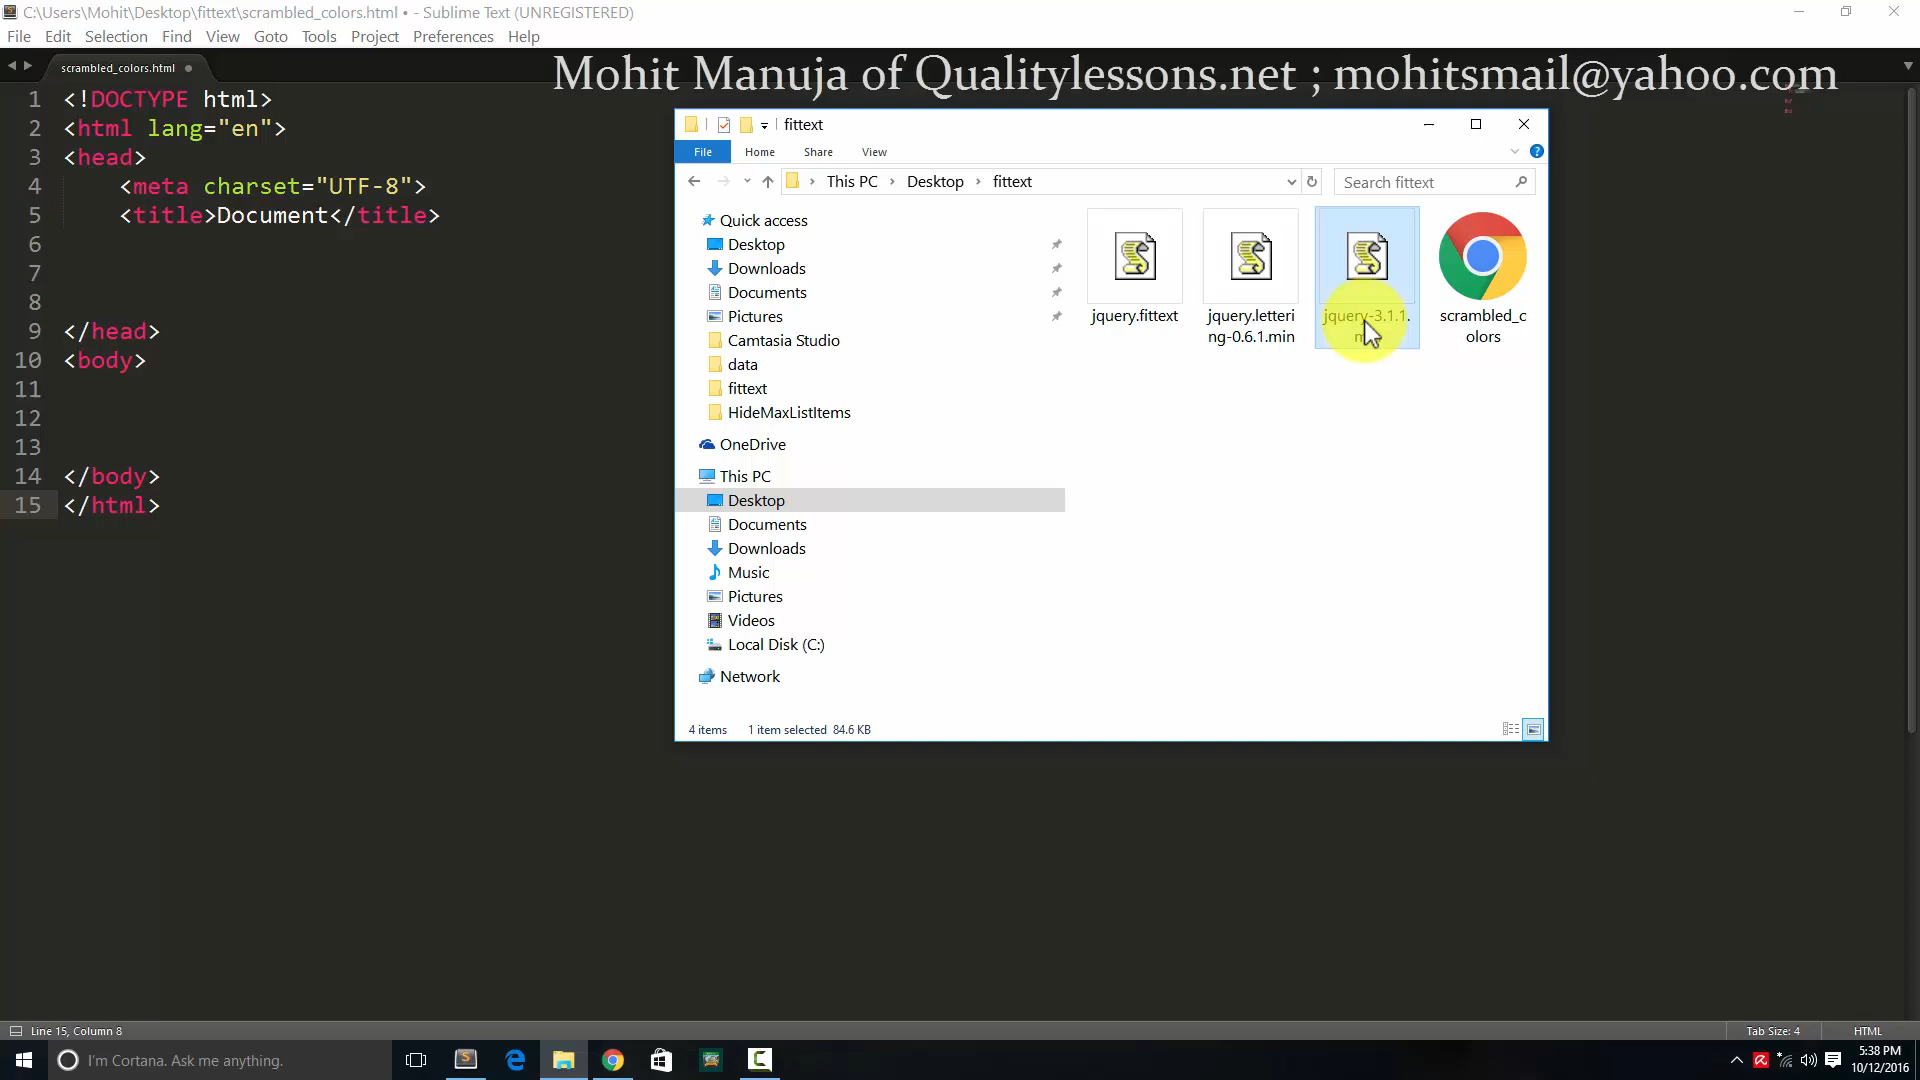 C:\Users\Mohit\Desktop\fittext\scrambled_colors.html • - Sublime Text (UNREGISTERED)
File Edit Selection Find View Goto Tools Project Preferences Help
scrambled_colors.html
Mohit Manuja of Qualitylessons.net ; mohitsmail@yahoo.com
1 <!DOCTYPE html>
2 <html lang="en">
3 <head>
4 <meta charset="UTF-8">
5 <title>Document</title>
6
7
8
9 </head>
10 <body>
11
12
13
14 </body>
15 </html>
fittext
File Home Share View
This PC › Desktop › fittext
Search fittext
Quick access
Desktop
Downloads
Documents
Pictures
Camtasia Studio
data
fittext
HideMaxListItems
OneDrive
This PC
Desktop
Documents
Downloads
Music
Pictures
Videos
Local Disk (C:)
Network
jquery.fittext
jquery.letteri
ng-0.6.1.min
jquery-3.1.1.
scrambled_c
olors
4 items 1 item selected 84.6 KB
Line 15, Column 8
Tab Size: 4
HTML
I'm Cortana. Ask me anything.
5:38 PM
10/12/2016